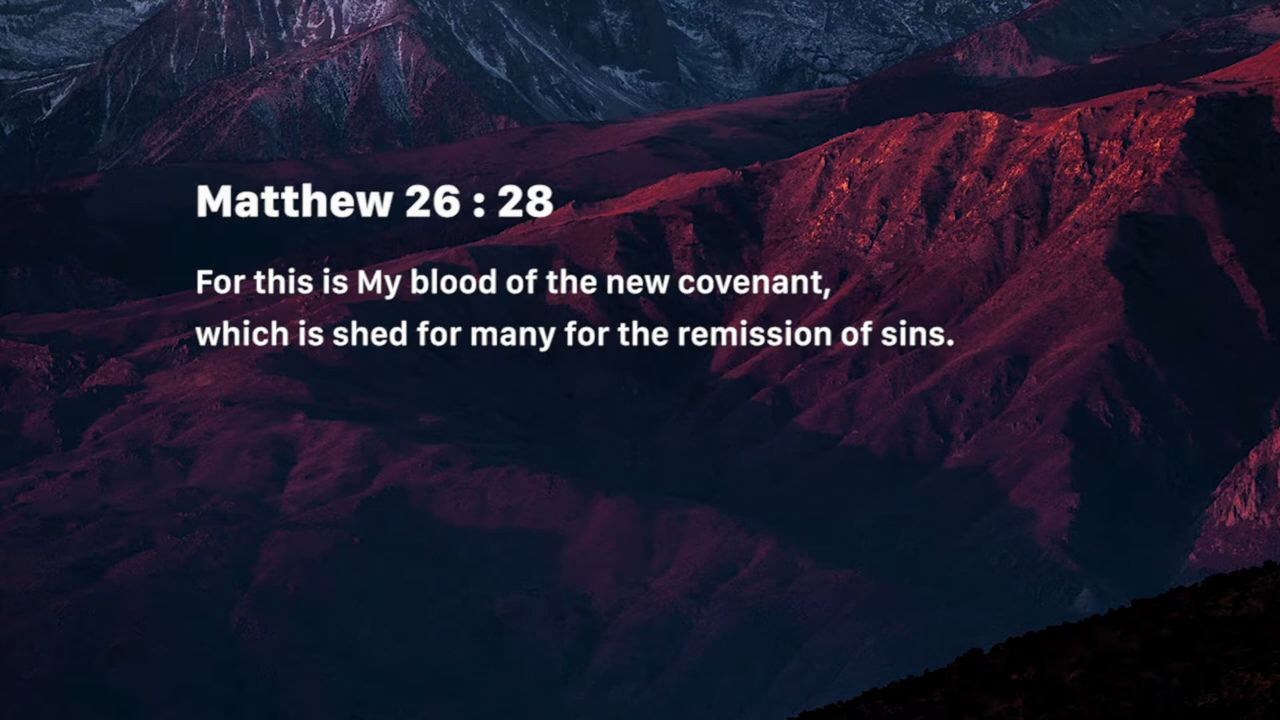 Matthew 26 : 28
For this is My blood of the new covenant,
which is shed for many for the remission of sins.